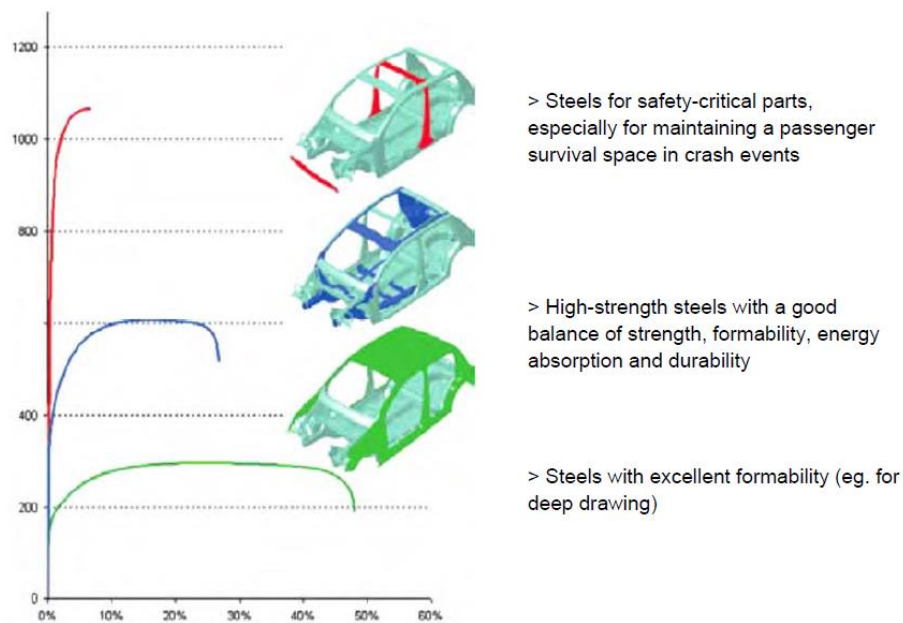 1200
> Steels for safety-critical parts,
especially for maintaining a passenger
survival space in crash events
1000
800
> High-strength steels with a good
balance of strength, formability, energy
absorption and durability
400
> Steels with excellent formability (eg. for
deep drawing)
200
0
0% 10% 20% 30% 40% 50% 60%